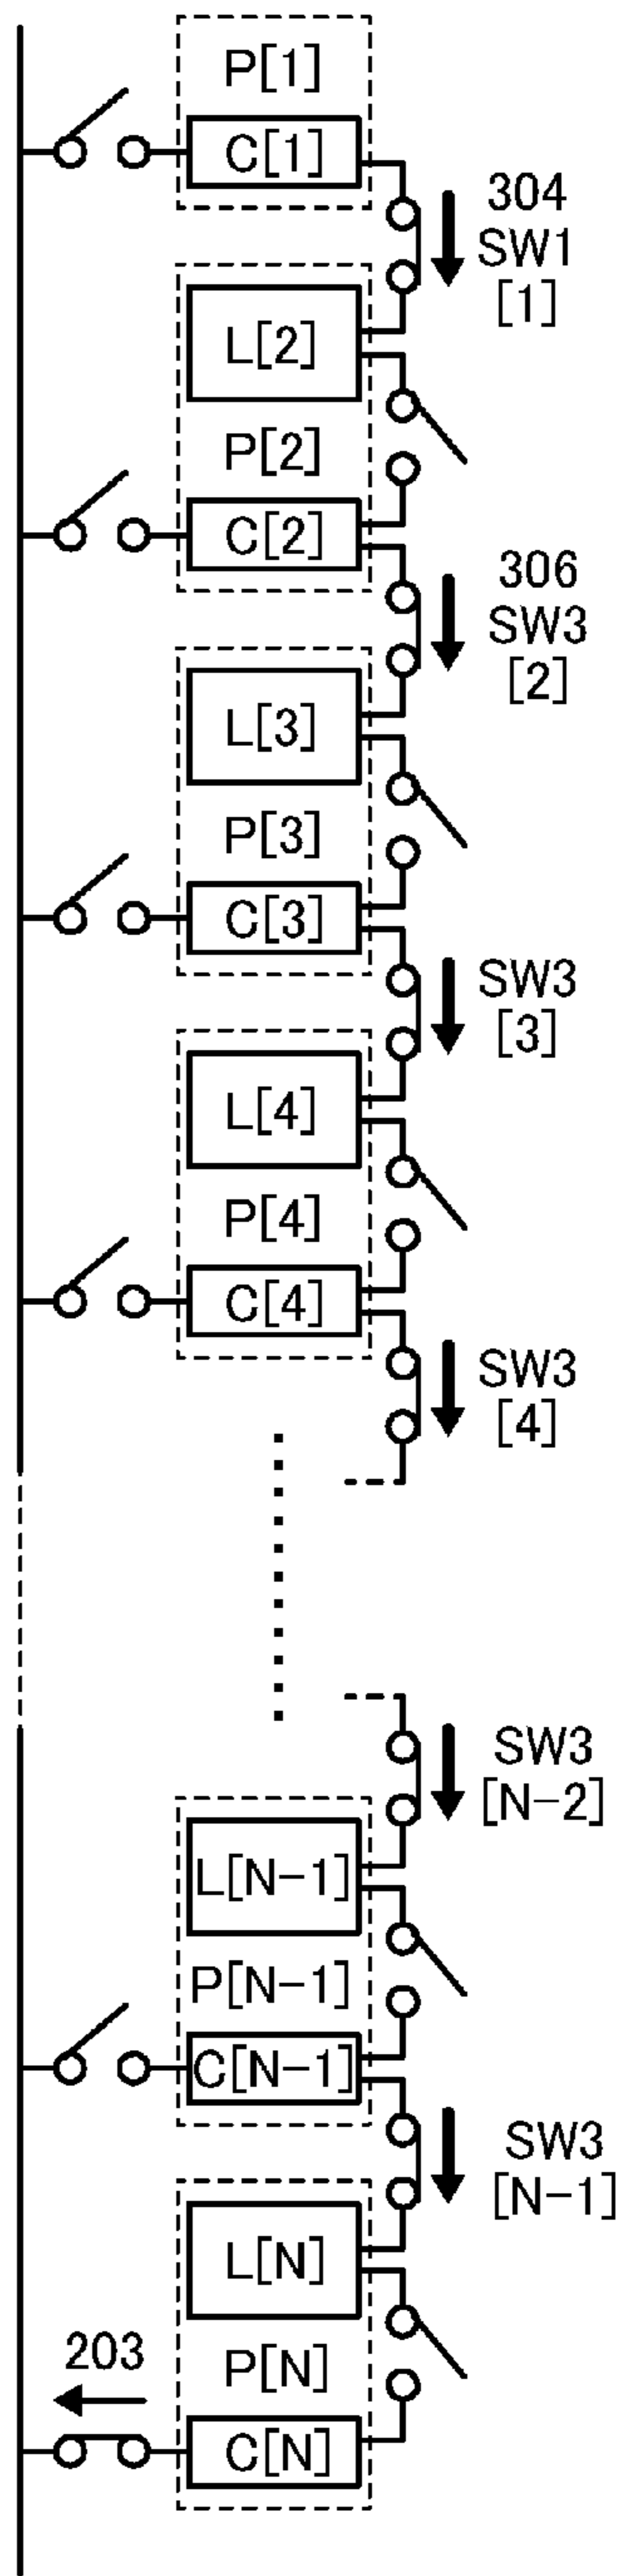 P[1]
C[1]
304
SW1
[1]
L[2]
P[2]
C[2]
306
SW3
[2]
L[3]
P[3]
C[3]
SW3
[3]
L[4]
P[4]
C[4]
SW3
[4]
SW3
[N-2]
L[N-1]
P[N-1]
C[N-1]
SW3
[N-1]
L[N]
203
P[N]
C[N]